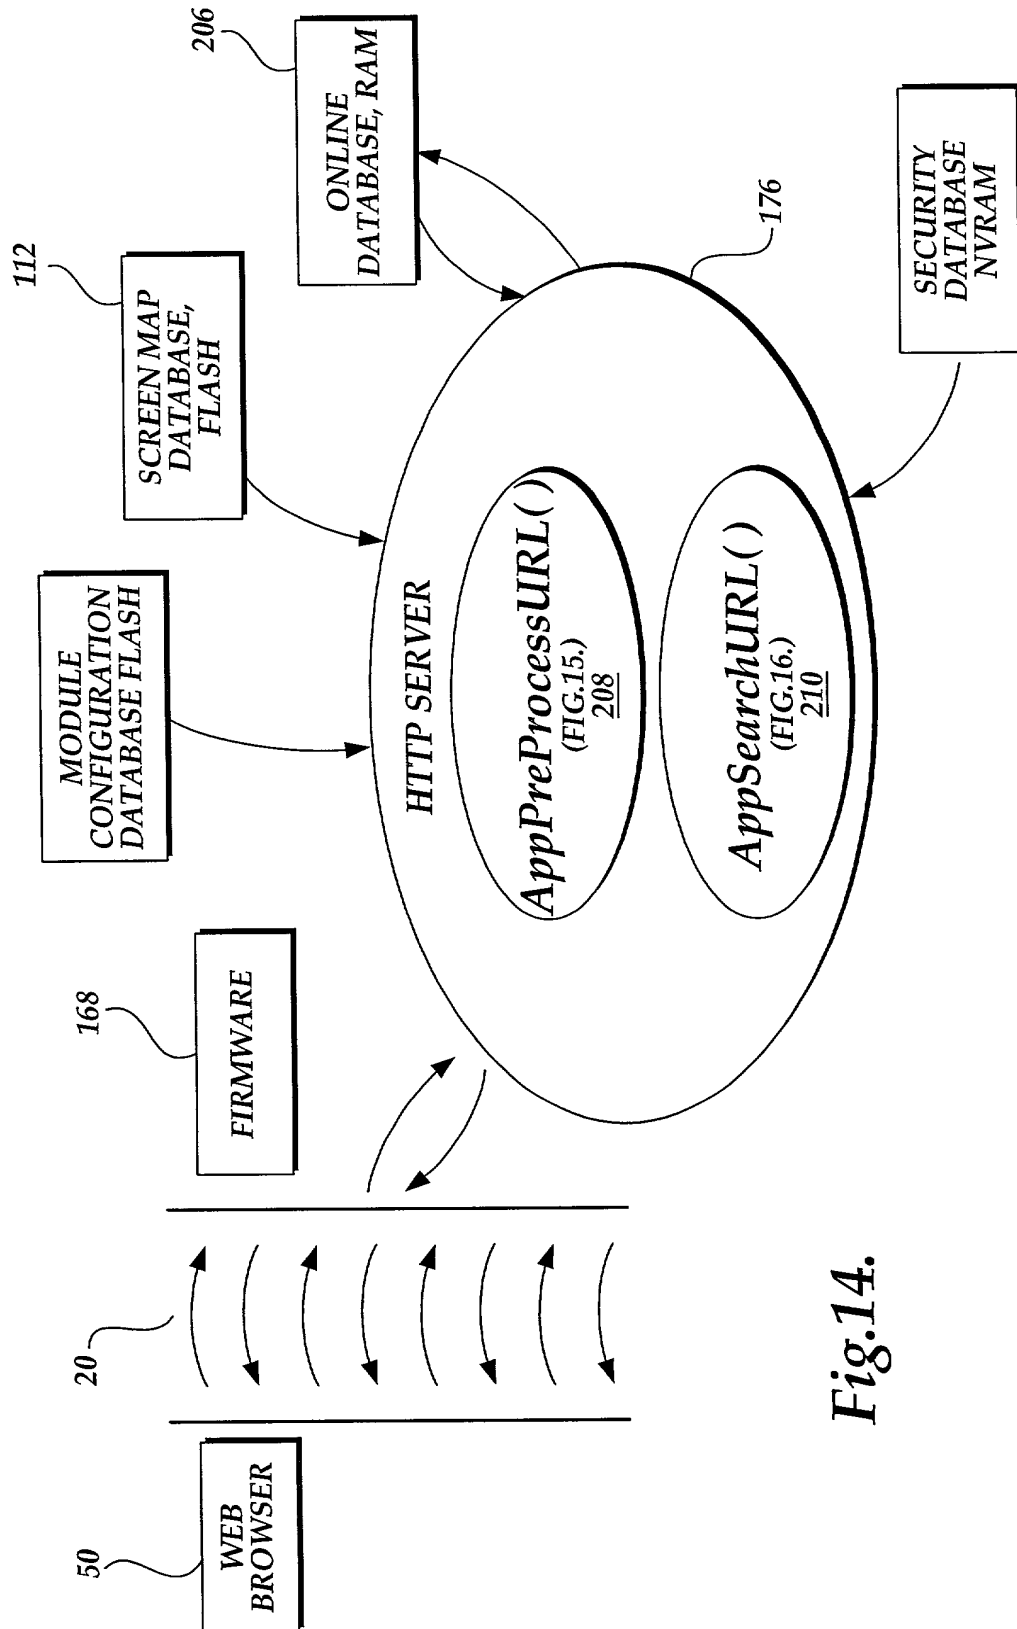 50
WEB
BROWSER
20
168
FIRMWARE
MODULE
CONFIGURATION
DATABASE FLASH
112
SCREEN MAP
DATABASE,
FLASH
206
ONLINE
DATABASE, RAM
HTTP SERVER
176
AppPreProcessURL( )
(FIG.15.)
208
AppSearchURL( )
(FIG.16.)
210
SECURITY
DATABASE
NVRAM
Fig.14.